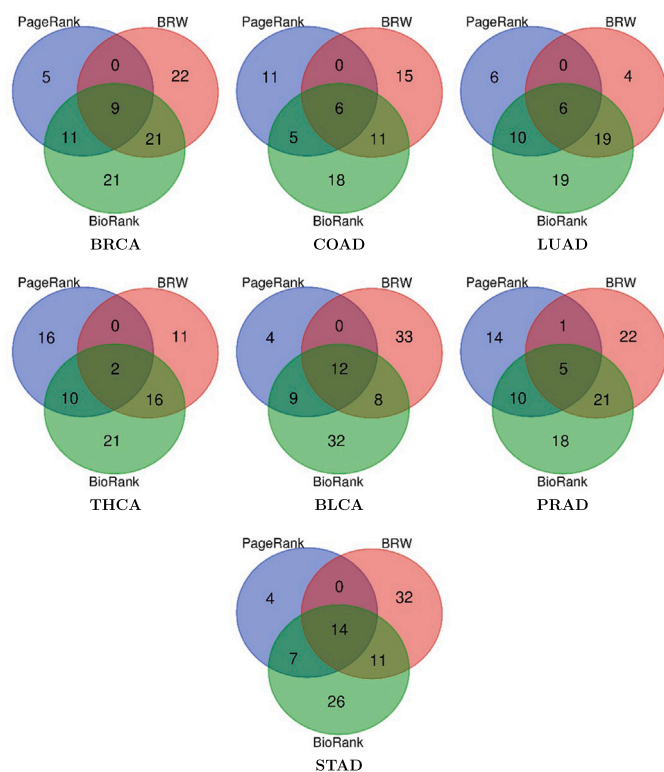 PageRank BRW
5 0 22
9
11 21
21
BioRank
BRCA
PageRank BRW
11 0 15
6
5 11
18
BioRank
COAD
PageRank BRW
6 0 4
6
10 19
19
BioRank
LUAD
PageRank BRW
16 0 11
2
10 16
21
BioRank
THCA
PageRank BRW
4 0 33
12
9 8
32
BioRank
BLCA
PageRank BRW
14 1 22
5
10 21
18
BioRank
PRAD
PageRank BRW
4 0 32
14
7 11
26
BioRank
STAD